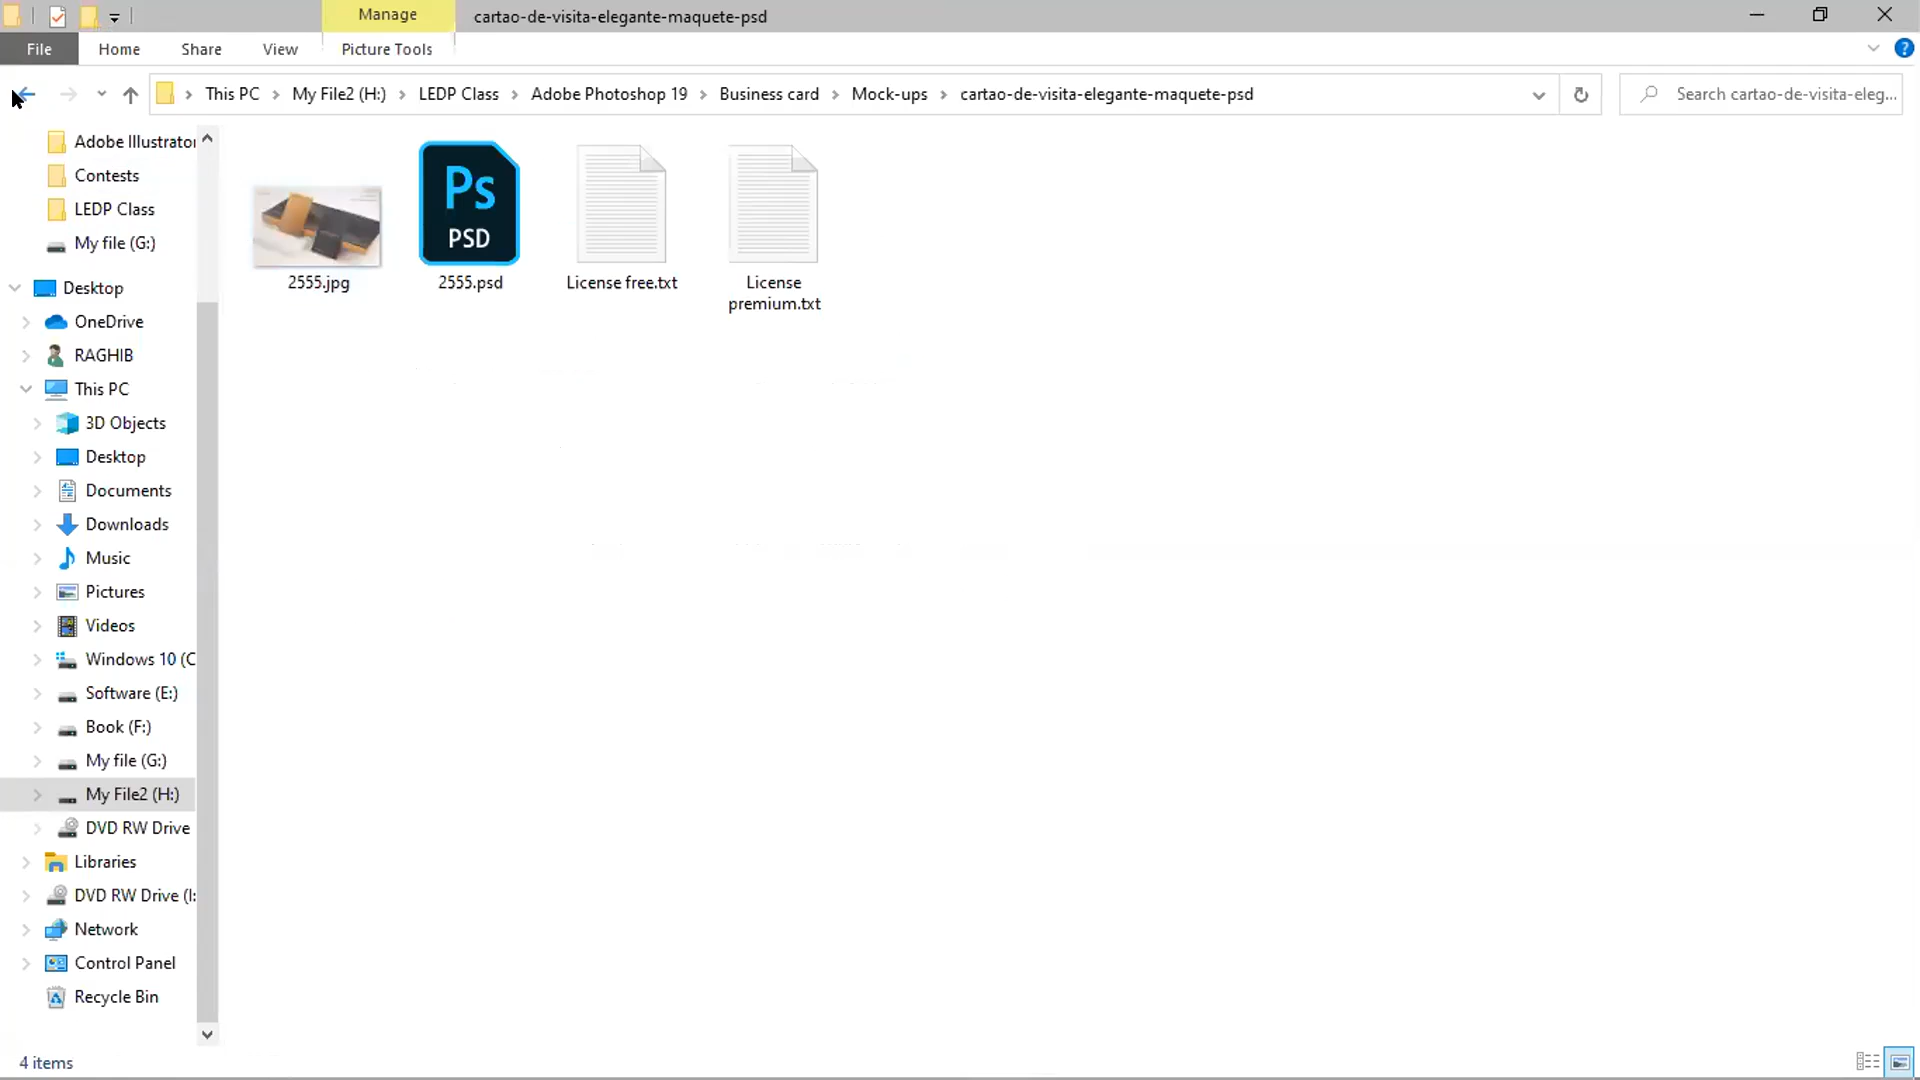 Manage
cartao-de-visita-elegante-maquete-psd
File
Home
Share
View
Picture Tools
This PC
My File2 (H:)
LEDP Class
Adobe Photoshop 19
Business card
Mock-ups
cartao-de-visita-elegante-maquete-psd
Search cartao-de-visita-eleg...
Adobe Illustrator
Contests
LEDP Class
My file (G:)
Desktop
OneDrive
RAGHIB
This PC
3D Objects
Desktop
Documents
Downloads
Music
Pictures
Videos
Windows 10 (C
Software (E:)
Book (F:)
My file (G:)
My File2 (H:)
DVD RW Drive
Libraries
DVD RW Drive (I:
Network
Control Panel
Recycle Bin
Ps
PSD
2555.jpg
2555.psd
License free.txt
License
premium.txt
4 items